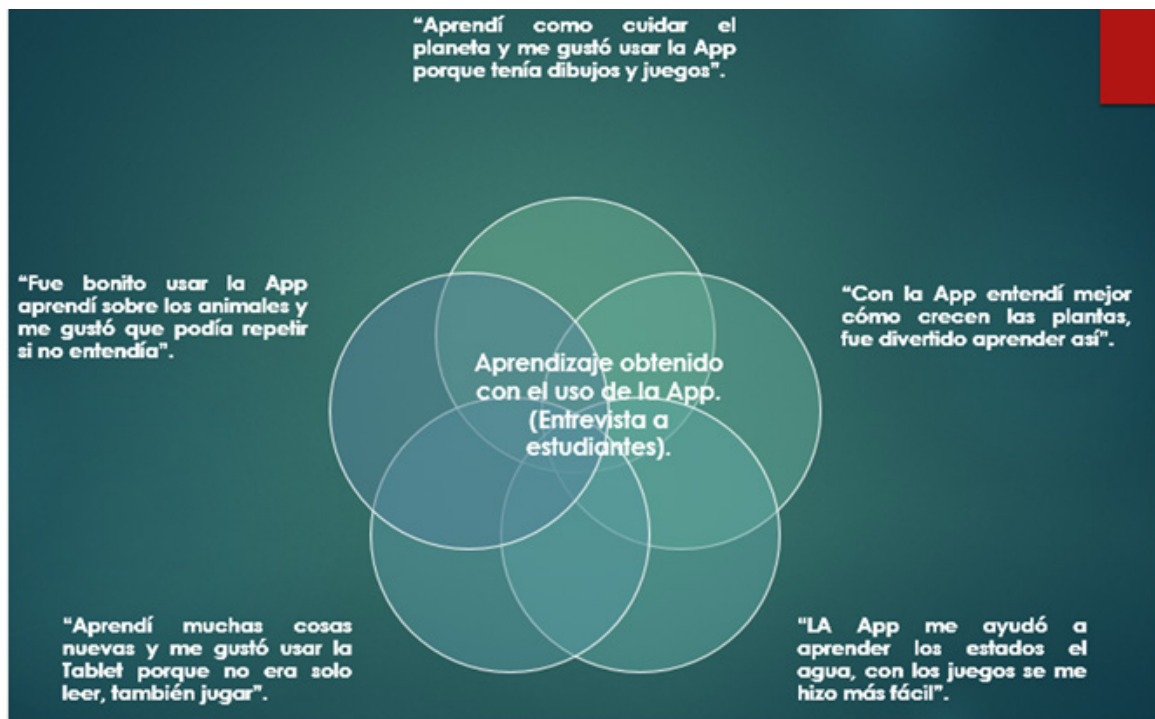 “Aprendí como cuidar el
planeta y me gustó usar la App
porque tenía dibujos y juegos”.
“Fue bonito usar la App
aprendí sobre los animales y
me gustó que podía repetir
si no entendía”.
“Con la App entendí mejor
cómo crecen las plantas,
fue divertido aprender así”.
Aprendizaje obtenido
con el uso de la App.
(Entrevista a
estudiantes).
“Aprendí muchas cosas
nuevas y me gustó usar la
Tablet porque no era solo
leer, también jugar”.
“LA App me ayudó a
aprender los estados el
agua, con los juegos se me
hizo más fácil”.